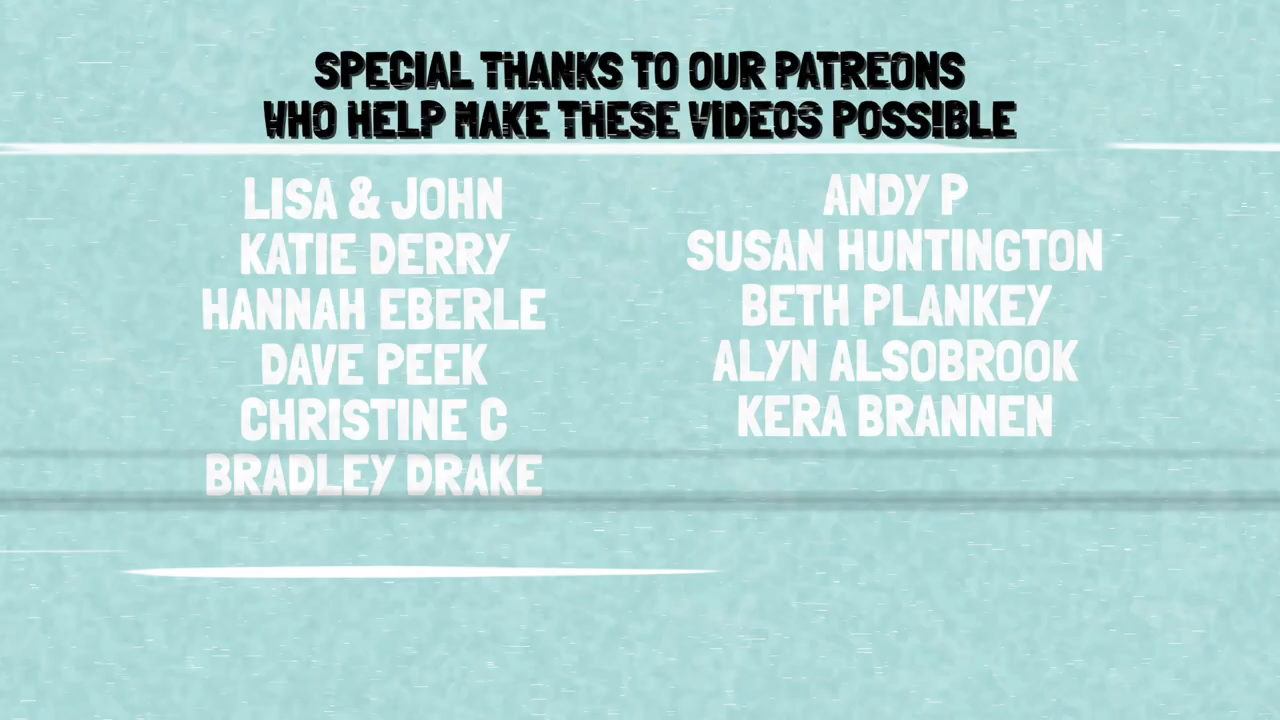 SPECIAL THANKS TO OUR PATREONS
WHO HELP MAKE THESE VIDEOS POSSIBLE
LISA & JOHN
KATIE DERRY
HANNAH EBERLE
DAVE PEEK
CHRISTINE C
BRADLEY DRAKE
ANDY P
SUSAN HUNTINGTON
BETH PLANKEY
ALYN ALSOBROOK
KERA BRANNEN